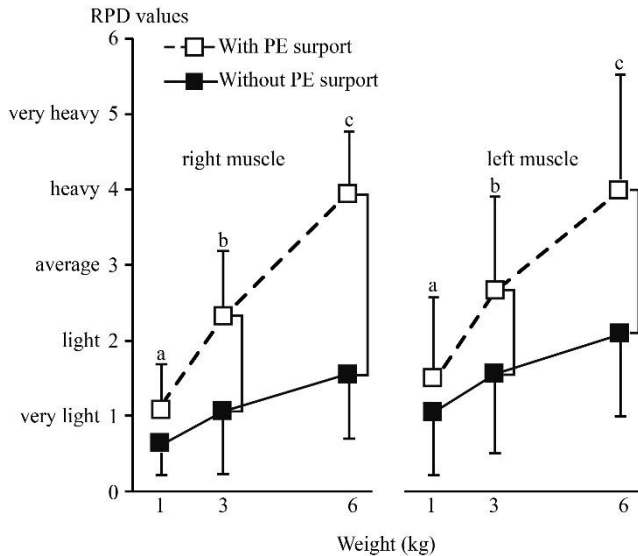 RPD values
6
With PE surport
Without PE surport
very heavy 5
right muscle
left muscle
heavy 4
average 3
light 2
very light 1
0
a
b
c
a
b
c
1 3 6 1 3 6
Weight (kg)